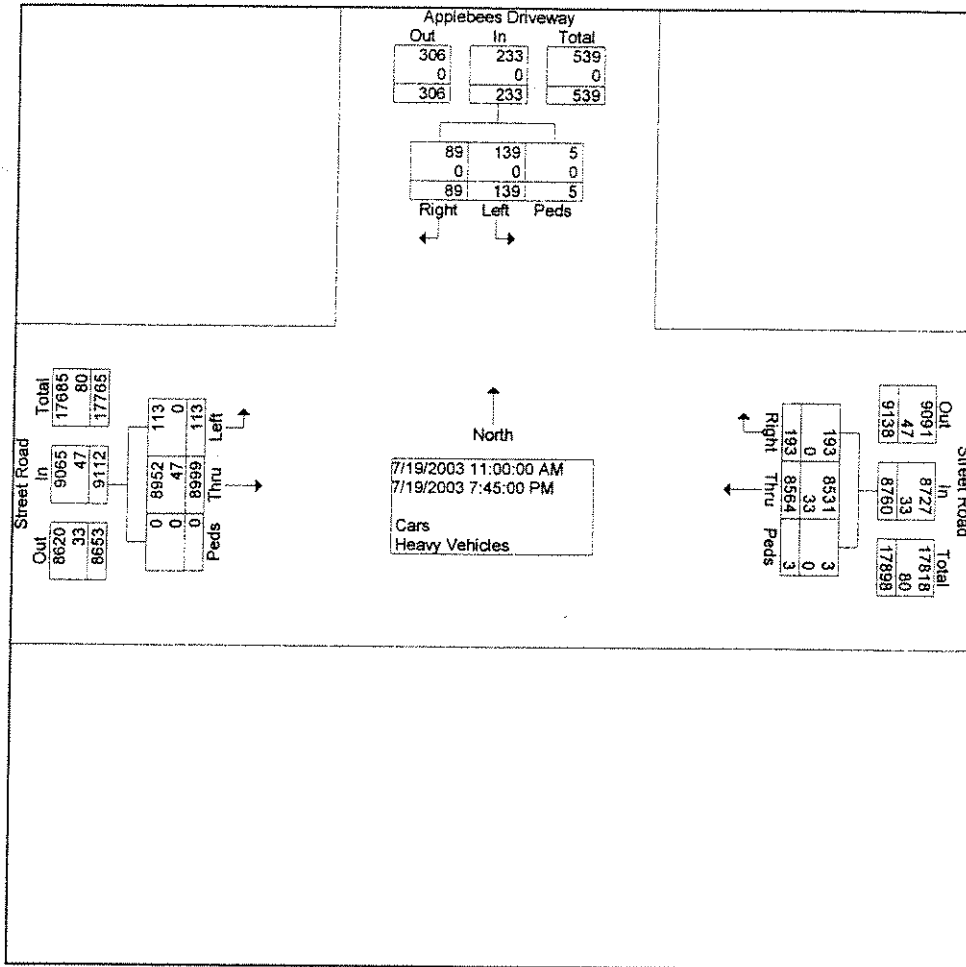 Applebees Driveway
Out In Total
306 233 539
0 0 0
306 233 539
89 139 5
0 0 0
89 139 5
Right Left Peds
Street Road
Total In Out
17685 9065 8620
80 47 33
17765 9112 8653
113 8952 0
0 47 0
113 8999 0
Left Thru Peds
North
7/19/2003 11:00:00 AM
7/19/2003 7:45:00 PM
Cars
Heavy Vehicles
Right Thru Peds
193 8564 3
0 33 0
193 8531 3
9138 8760 17898
47 33 80
9091 8727 17818
Out In Total
Street Road